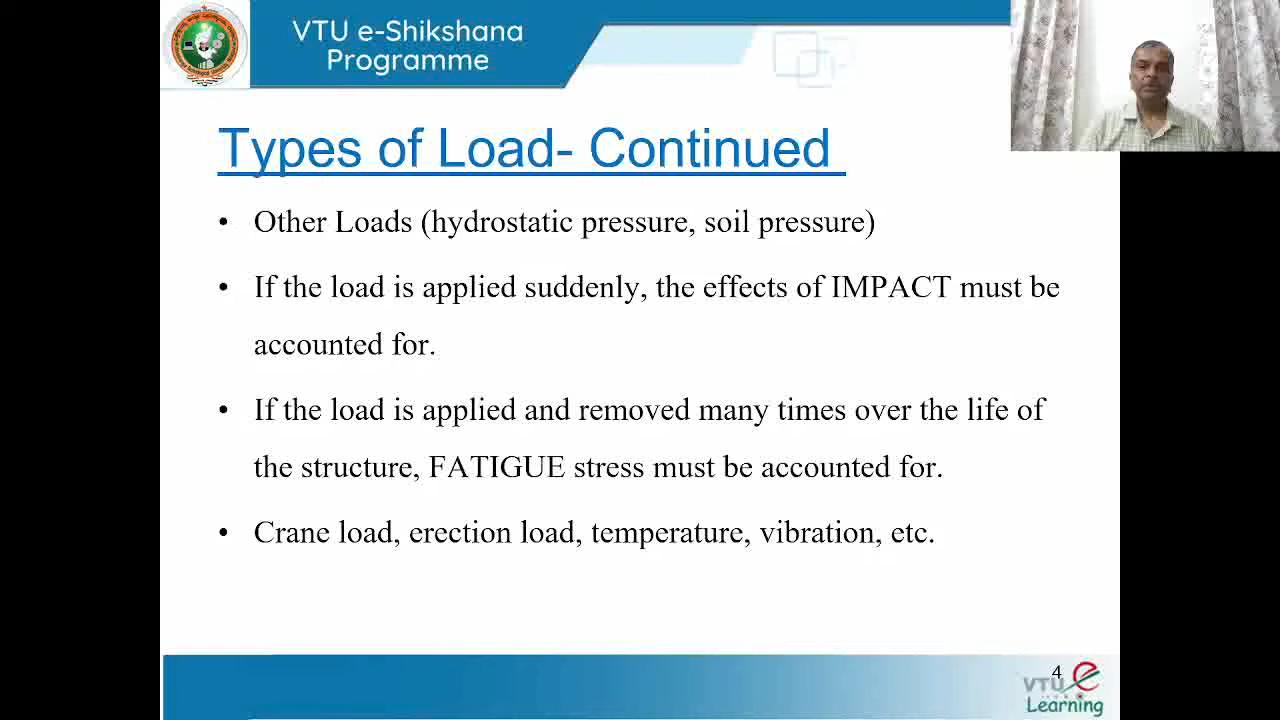 VTU e-Shikshana
Programme
Types of Load- Continued
• Other Loads (hydrostatic pressure, soil pressure)
• If the load is applied suddenly, the effects of IMPACT must be
accounted for.
• If the load is applied and removed many times over the life of
the structure, FATIGUE stress must be accounted for.
• Crane load, erection load, temperature, vibration, etc.
4
VTU e
Learning